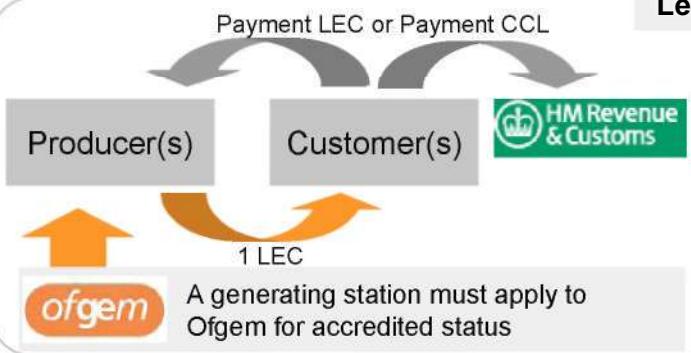 Le
Payment LEC or Payment CCL
Producer(s)
Customer(s)
HM Revenue
& Customs
1 LEC
ofgem
A generating station must apply to
Ofgem for accredited status